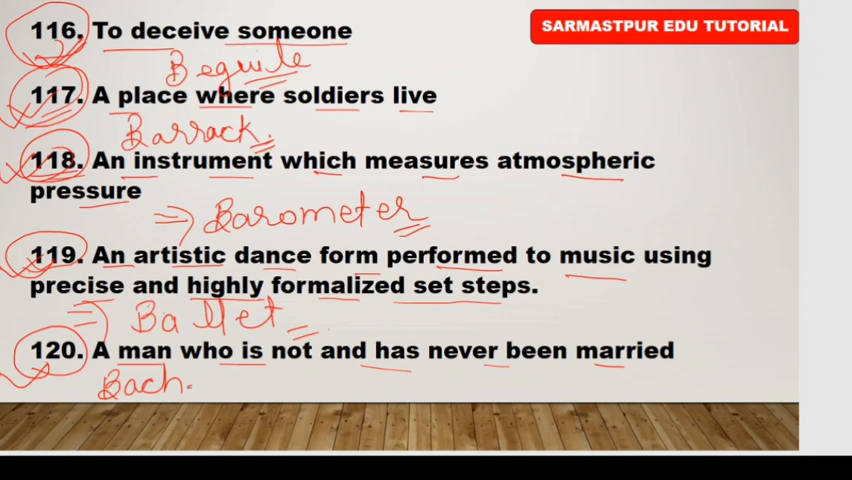 116. To deceive someone
SARMASTPUR EDU TUTORIAL
Beguile
117. A place where soldiers live
Barrack.
118. An instrument which measures atmospheric
pressure
⇒ Barometer
119. An artistic dance form performed to music using
precise and highly formalized set steps.
⇒ Ballet
120. A man who is not and has never been married
Bach